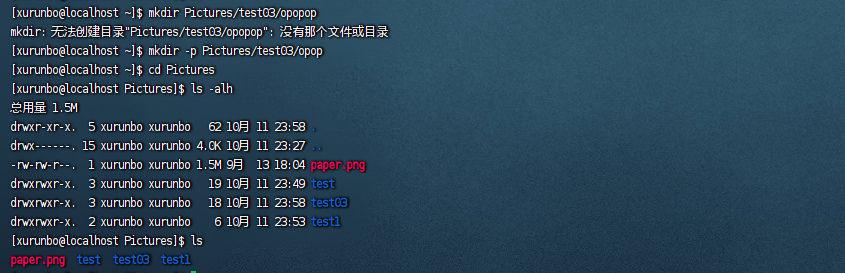 [xurunbo@localhost ~]$ mkdir Pictures/test03/opopop
mkdir: 无法创建目录"Pictures/test03/opopop": 没有那个文件或目录
[xurunbo@localhost ~]$ mkdir -p Pictures/test03/opop
[xurunbo@localhost ~]$ cd Pictures
[xurunbo@localhost Pictures]$ ls -alh
总用量 1.5M
drwxr-xr-x.  5 xurunbo xurunbo   62 10月 11 23:58 .
drwx------. 15 xurunbo xurunbo 4.0K 10月 11 23:27 ..
-rw-rw-r--.  1 xurunbo xurunbo 1.5M 9月  13 18:04 paper.png
drwxrwxr-x.  3 xurunbo xurunbo   19 10月 11 23:49 test
drwxrwxr-x.  3 xurunbo xurunbo   18 10月 11 23:58 test03
drwxrwxr-x.  2 xurunbo xurunbo    6 10月 11 23:53 test1
[xurunbo@localhost Pictures]$ ls
paper.png  test  test03  test1